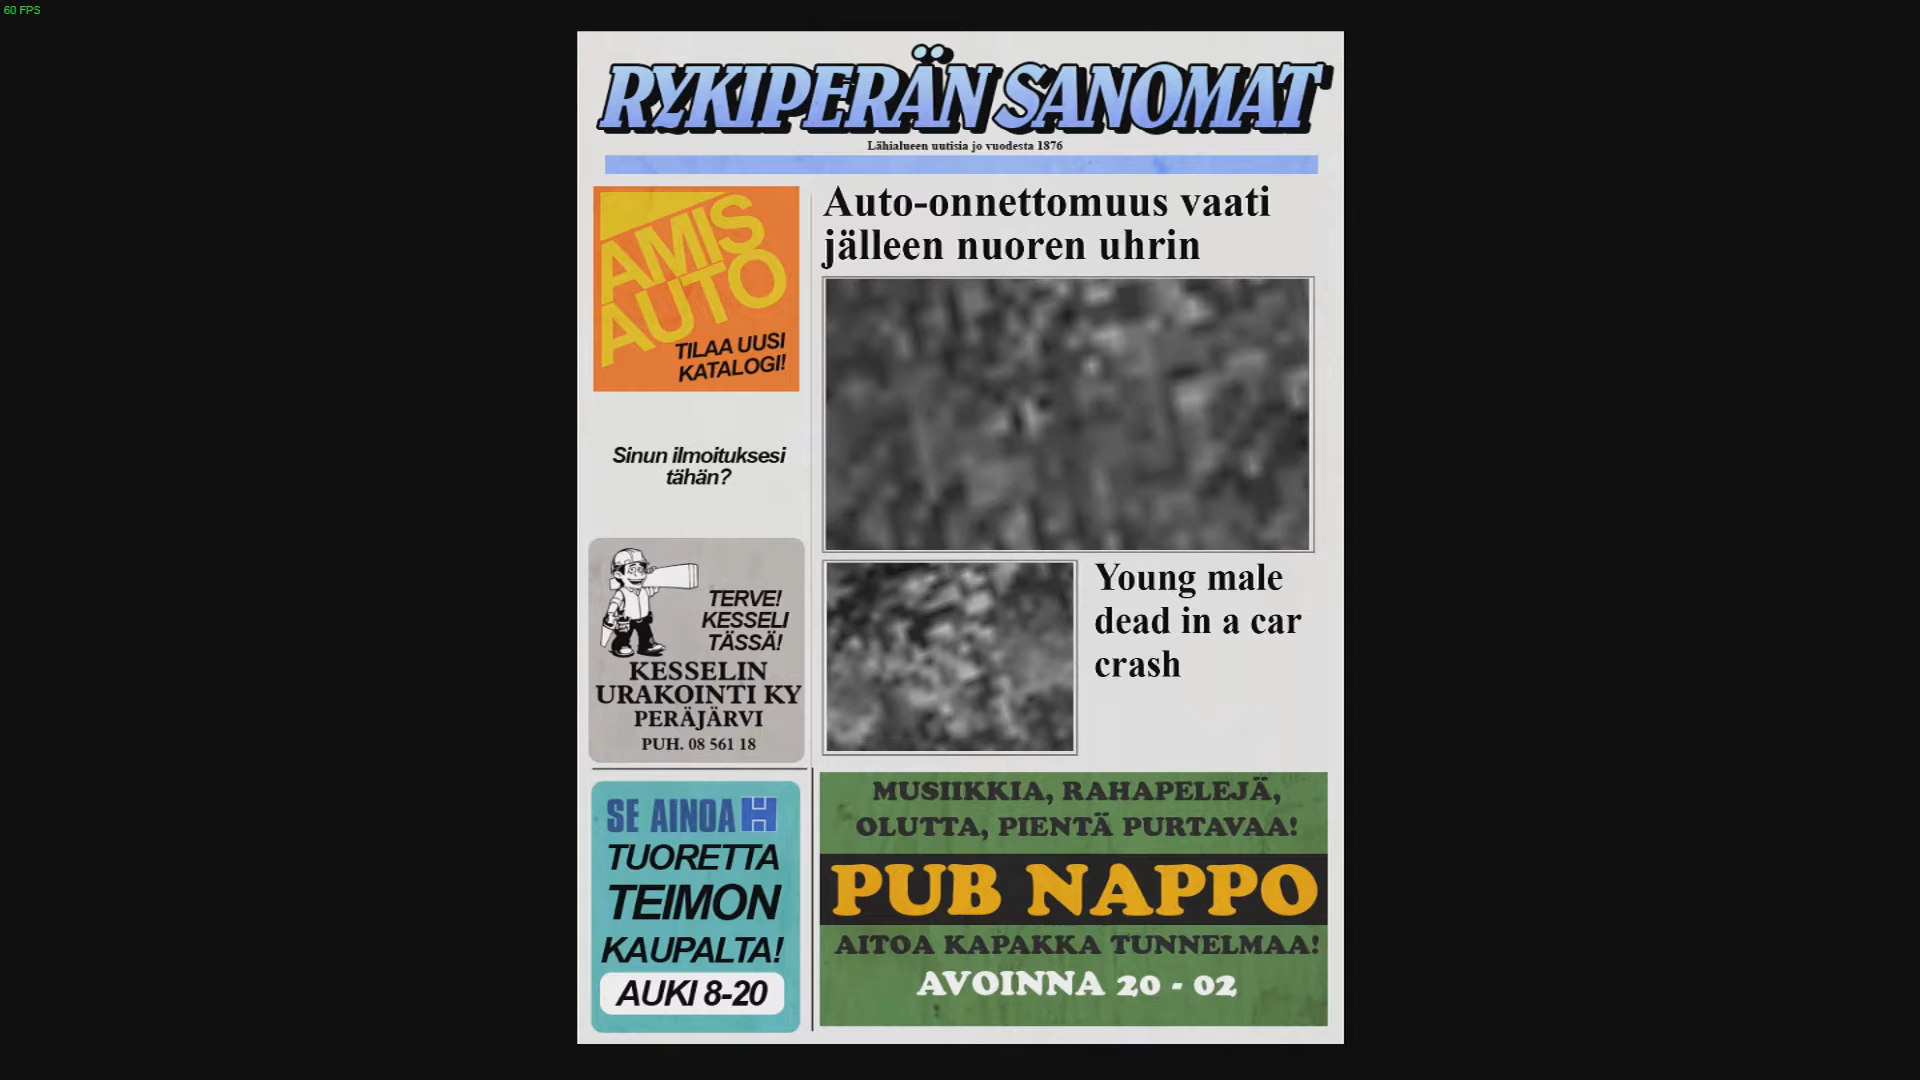 60 FPS
RYKIPERÄN SANOMAT
Lähialueen uutisia jo vuodesta 1876
AMIS
AUTO
TILAA UUSI
KATALOGI!
Sinun ilmoituksesi
tähän?
TERVE!
KESSELI
TÄSSÄ!
KESSELIN
URAKOINTI KY
PERÄJÄRVI
PUH. 08 561 18
SE AINOA H
TUORETTA
TEIMON
KAUPALTA!
AUKI 8-20
Auto-onnettomuus vaati
jälleen nuoren uhrin
Young male
dead in a car
crash
MUSIIKKIA, RAHAPELEJÄ,
OLUTTA, PIENTÄ PURTAVAA!
PUB NAPPO
AITOA KAPAKKA TUNNELMAA!
AVOINNA 20 - 02